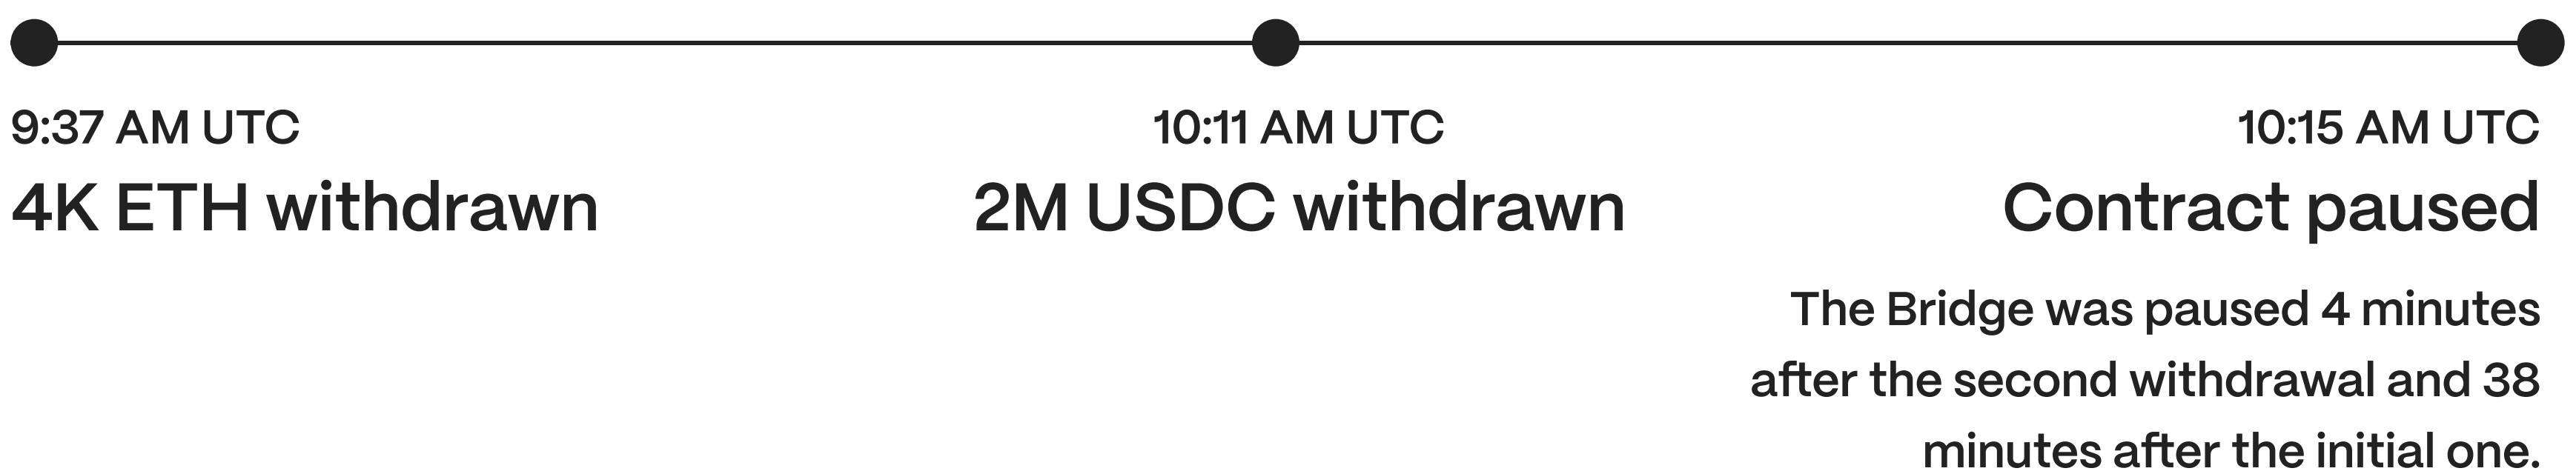 9:37 AM UTC
4K ETH withdrawn
10:11 AM UTC
2M USDC withdrawn
10:15 AM UTC
Contract paused
The Bridge was paused 4 minutes
after the second withdrawal and 38
minutes after the initial one.